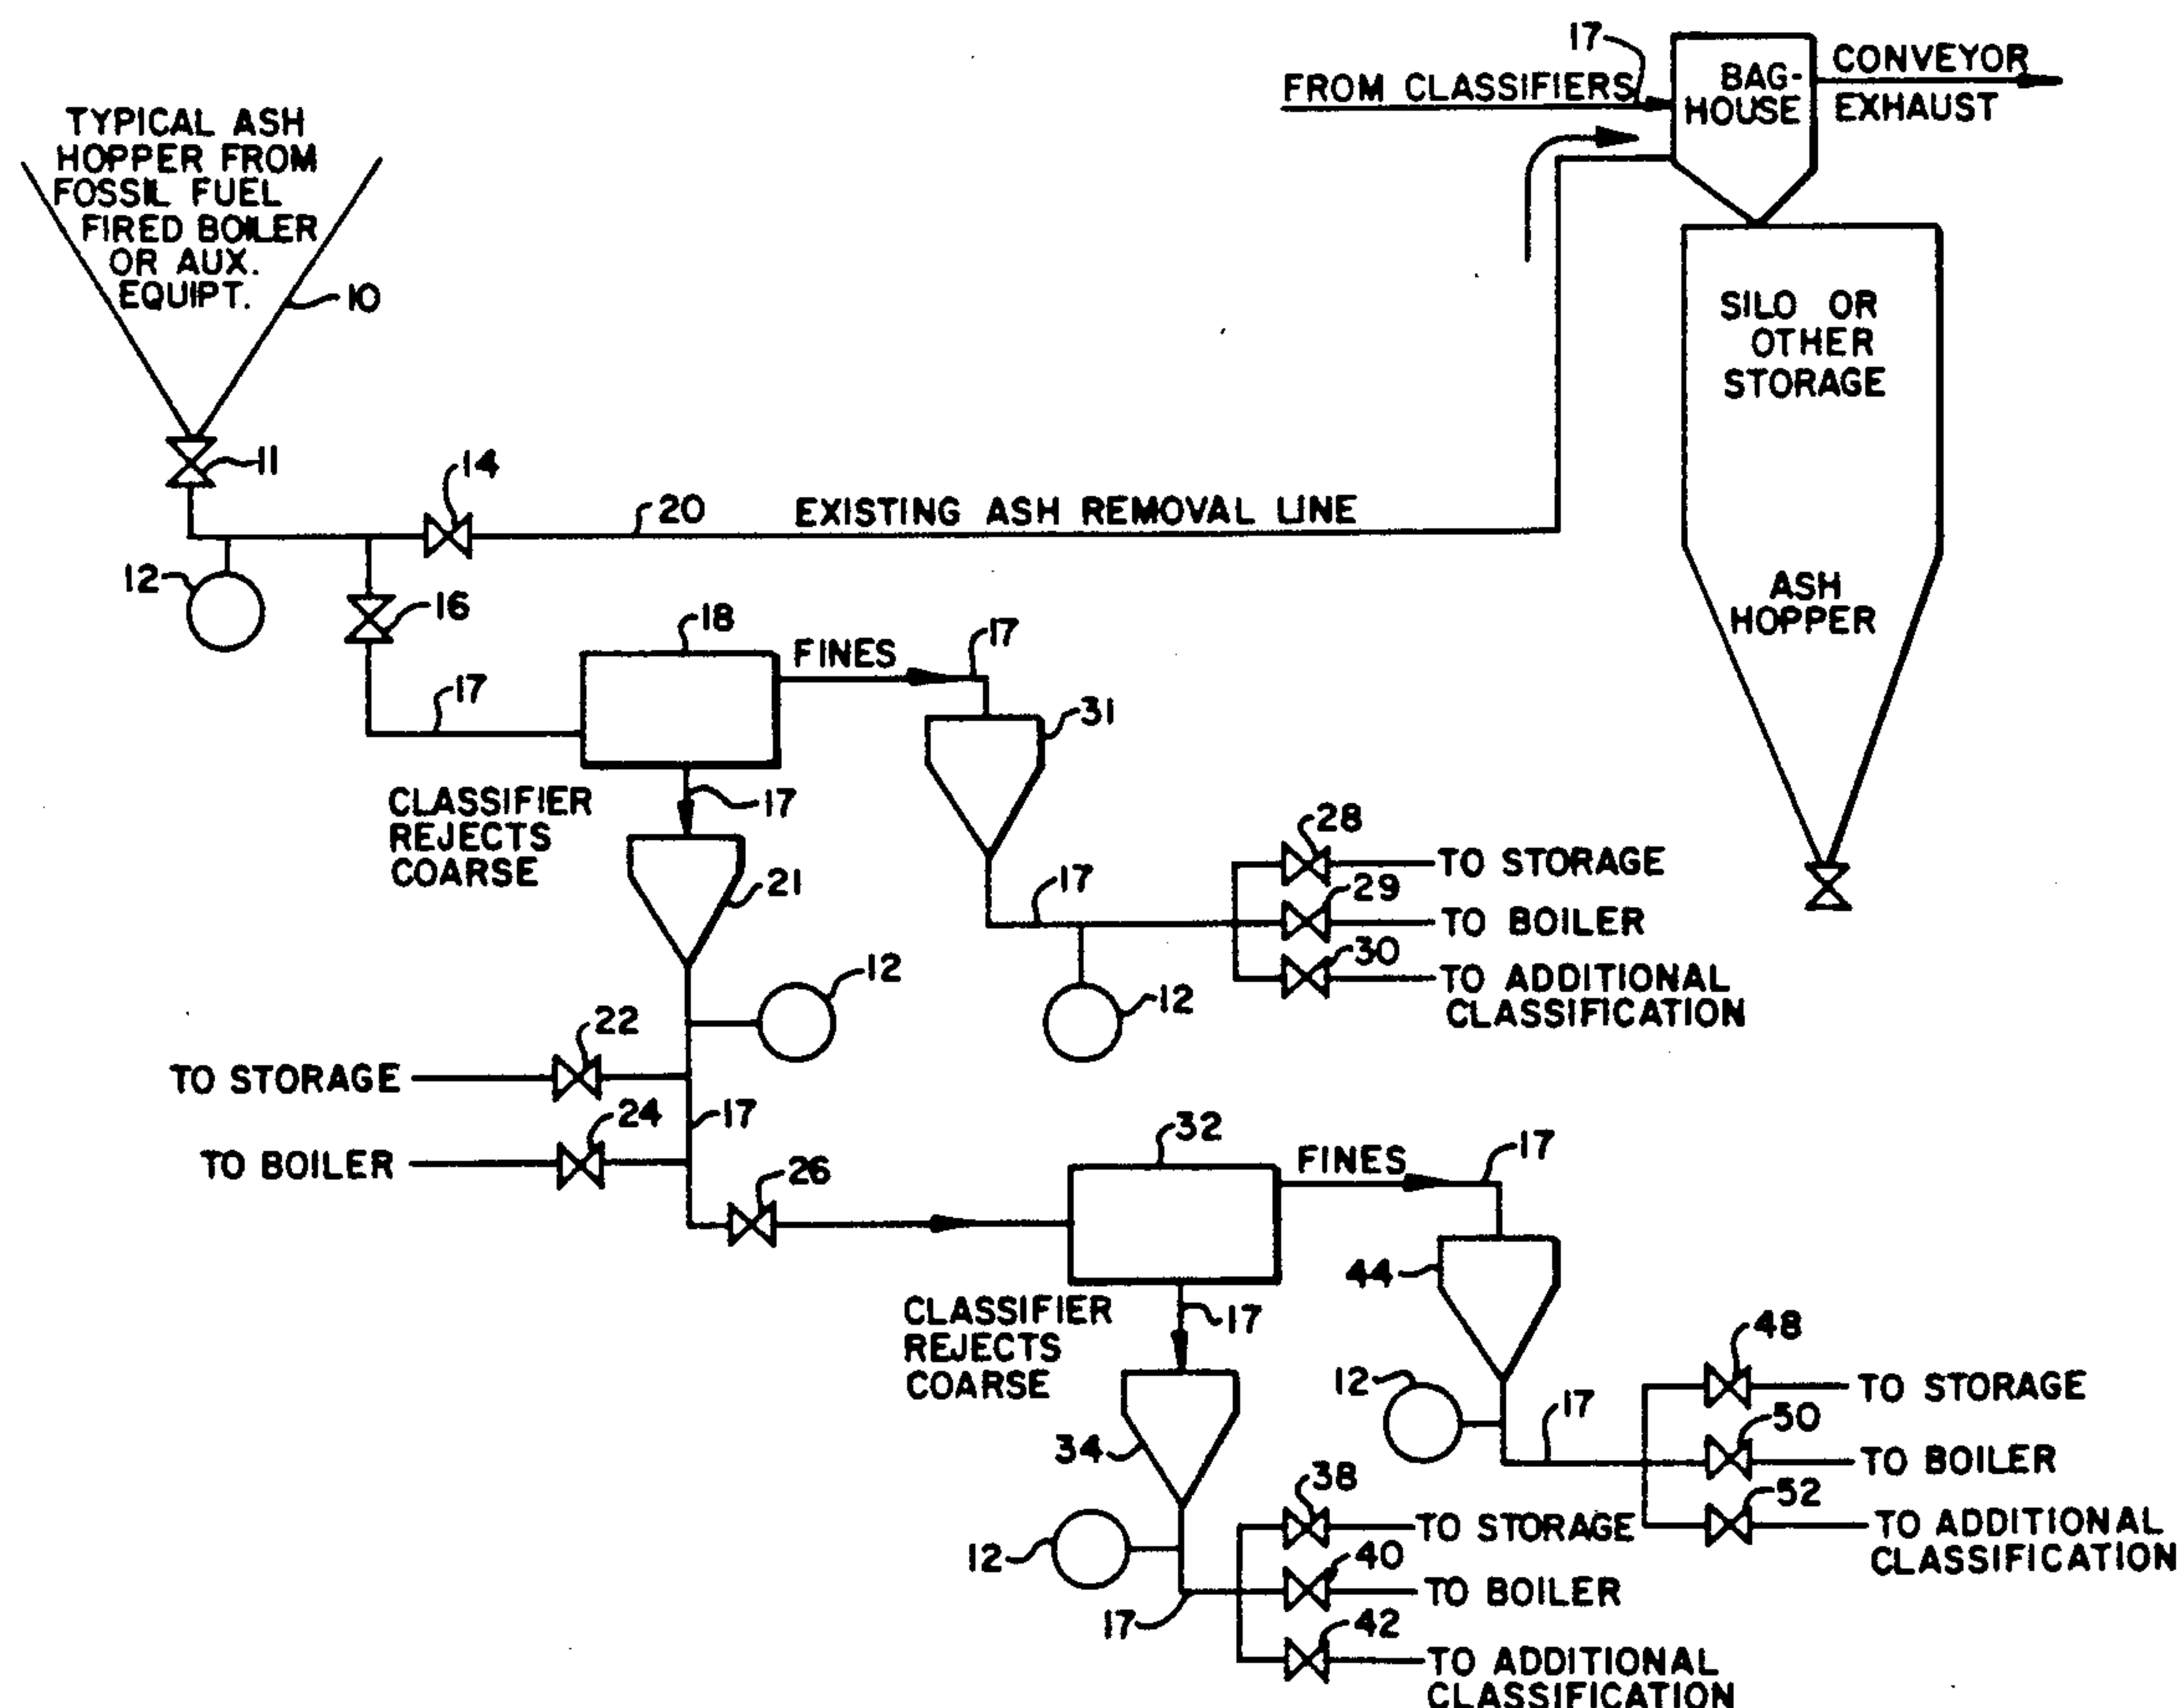 TYPICAL ASH
HOPPER FROM
FOSSIL FUEL
FIRED BOILER
OR AUX.
EQUIPT.
10
11
12
14
16
20
EXISTING ASH REMOVAL LINE
17
FROM CLASSIFIERS
BAG-
HOUSE
CONVEYOR
EXHAUST
SILO OR
OTHER
STORAGE
ASH
HOPPER
17
18
FINES
17
31
CLASSIFIER
REJECTS
COARSE
17
21
17
12
28
TO STORAGE
29
TO BOILER
30
TO ADDITIONAL
CLASSIFICATION
12
22
TO STORAGE
24
TO BOILER
17
26
32
FINES
17
44
CLASSIFIER
REJECTS
COARSE
17
34
12
17
48
TO STORAGE
50
TO BOILER
52
TO ADDITIONAL
CLASSIFICATION
12
17
38
TO STORAGE
40
TO BOILER
42
TO ADDITIONAL
CLASSIFICATION